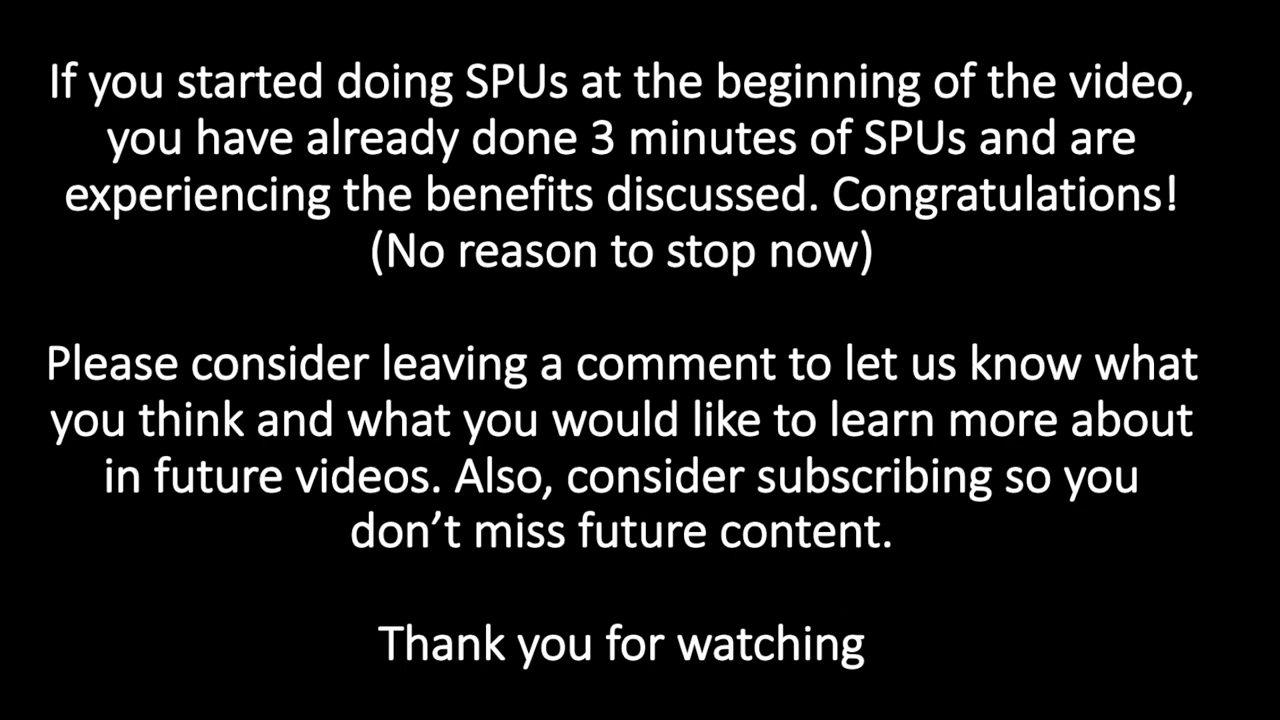 If you started doing SPUs at the beginning of the video,
you have already done 3 minutes of SPUs and are
experiencing the benefits discussed. Congratulations!
(No reason to stop now)
Please consider leaving a comment to let us know what
you think and what you would like to learn more about
in future videos. Also, consider subscribing so you
don’t miss future content.
Thank you for watching